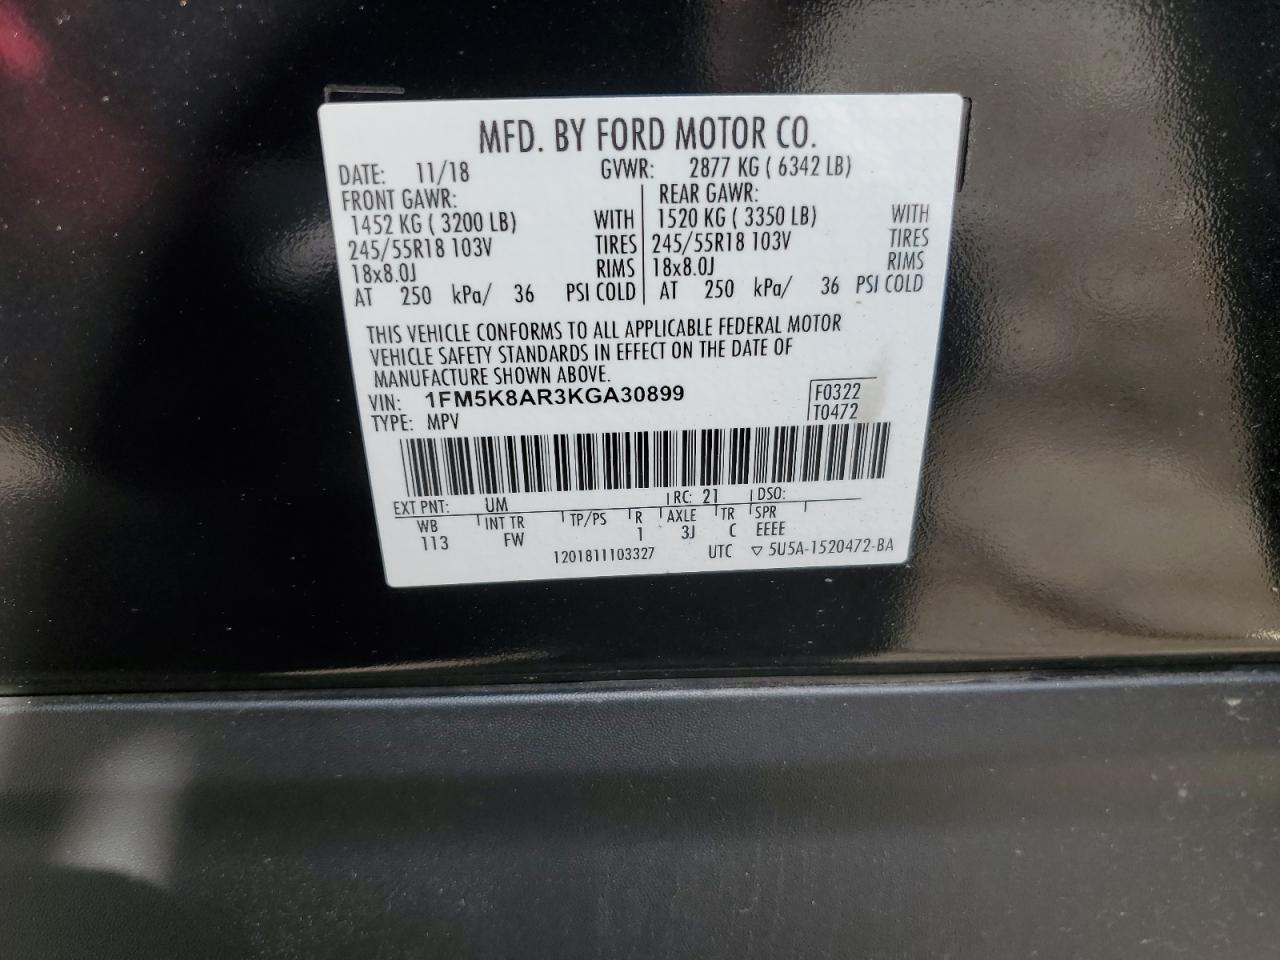 MFD. BY FORD MOTOR CO.
DATE: 11/18 GVWR: 2877 KG ( 6342 LB)
FRONT GAWR: REAR GAWR:
1452 KG ( 3200 LB) WITH 1520 KG ( 3350 LB) WITH
245/55R18 103V TIRES 245/55R18 103V TIRES
18x8.0J RIMS 18x8.0J RIMS
AT 250 kPa/ 36 PSI COLD AT 250 kPa/ 36 PSI COLD
THIS VEHICLE CONFORMS TO ALL APPLICABLE FEDERAL MOTOR
VEHICLE SAFETY STANDARDS IN EFFECT ON THE DATE OF
MANUFACTURE SHOWN ABOVE.
VIN: 1FM5K8AR3KGA30899 F0322
TYPE: MPV T0472
EXT PNT: UM RC: 21 DSO:
WB INT TR TP/PS R AXLE TR SPR
113 FW 1 3J C EEEE
1201811103327 UTC ▽ 5U5A-1520472-BA